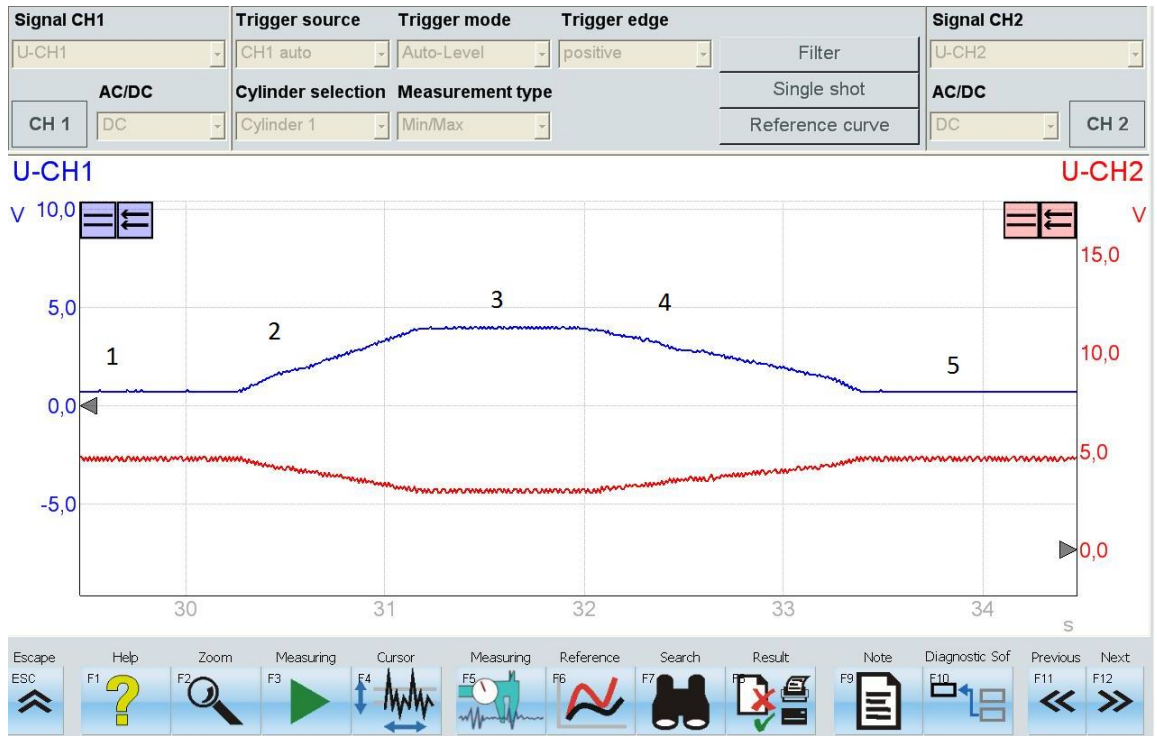 Signal CH1 Trigger source Trigger mode Trigger edge Signal CH2
U-CH1 CH1 auto Auto-Level positive Filter U-CH2
Single shot
AC/DC Cylinder selection Measurement type AC/DC
CH 1 DC Cylinder 1 Min/Max Reference curve DC CH 2
U-CH1 U-CH2
V 10,0 V
15,0
5,0 3 4
2
1 10,0
5
0,0
5,0
-5,0
0,0
30 31 32 33 34
s
Escape Help Zoom Measuring Cursor Measuring Reference Search Result Note Diagnostic Sof Previous Next
ESC F1 F2 F3 F4 F5 F6 F7 F9 F10 F11 F12